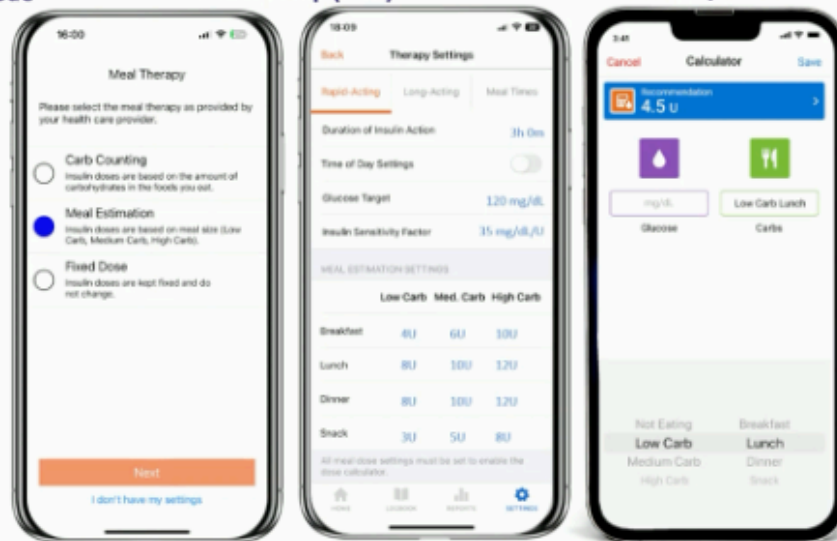 16:00
Meal Therapy
Please select the meal therapy as provided by
your health care provider.
Carb Counting
Insulin doses are based on the amount of
carbohydrates in the foods you eat.
Meal Estimation
Insulin doses are based on meal size (Low
Carb, Medium Carb, High Carb).
Fixed Dose
Insulin doses are kept fixed and do
not change.
Next
I don't have my settings
18:09
Back Therapy Settings
Rapid-Acting Long-Acting Meal Times
Duration of Insulin Action 3h 0m
Time of Day Settings
Glucose Target 120 mg/dL
Insulin Sensitivity Factor 35 mg/dL/U
MEAL ESTIMATION SETTINGS
Low Carb Med. Carb High Carb
Breakfast 4U 6U 10U
Lunch 8U 10U 12U
Dinner 8U 10U 12U
Snack 3U 5U 8U
All meal dose settings must be set to enable the
dose calculator.
HOME LOGBOOK REPORTS SETTINGS
Cancel Calculator Save
Recommendation
4.5 U
mg/dL Low Carb Lunch
Glucose Carbs
Not Eating Breakfast
Low Carb Lunch
Medium Carb Dinner
High Carb Snack